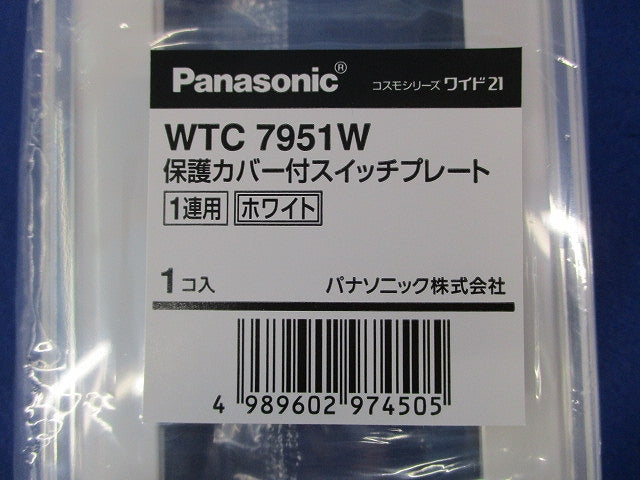 Panasonic® コスモシリーズ ワイド21
WTC 7951W
保護カバー付スイッチプレート
1連用 ホワイト
1コ入 パナソニック株式会社
4 989602 974505